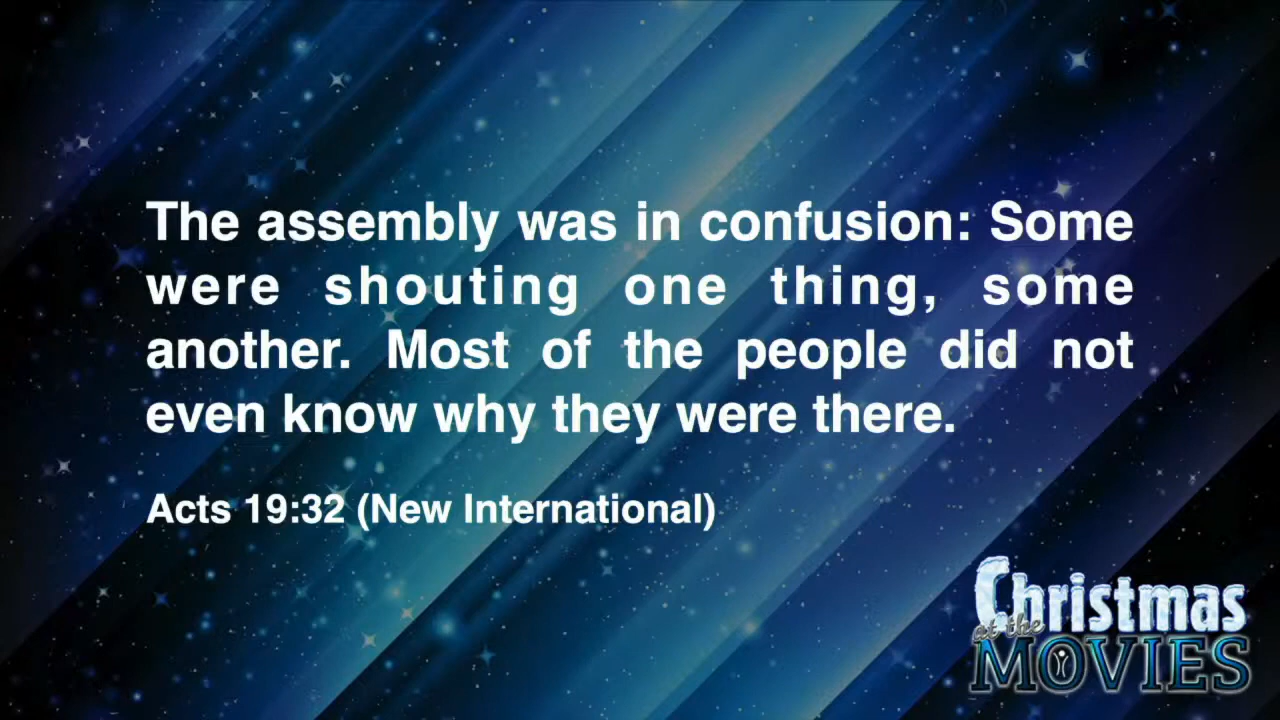 The assembly was in confusion: Some
were shouting one thing, some
another. Most of the people did not
even know why they were there.
Acts 19:32 (New International)
Christmas
at the
MOVIES